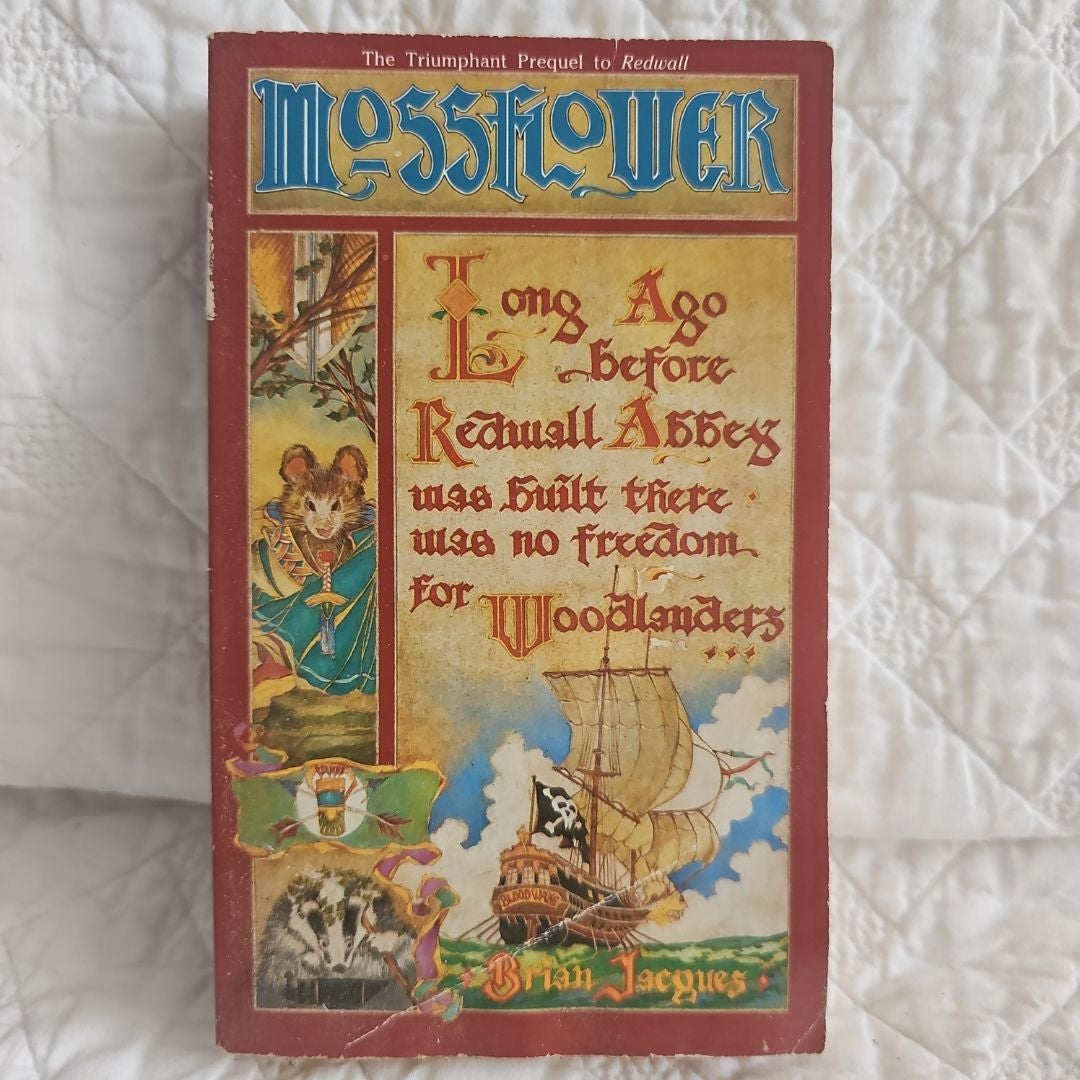 The Triumphant Prequel to Redwall
MOSSFLOWER
Long Ago
before
Redwall Abbey
was built there
was no freedom
for Woodlanders
...
BLOODWAKE
Brian Jacques